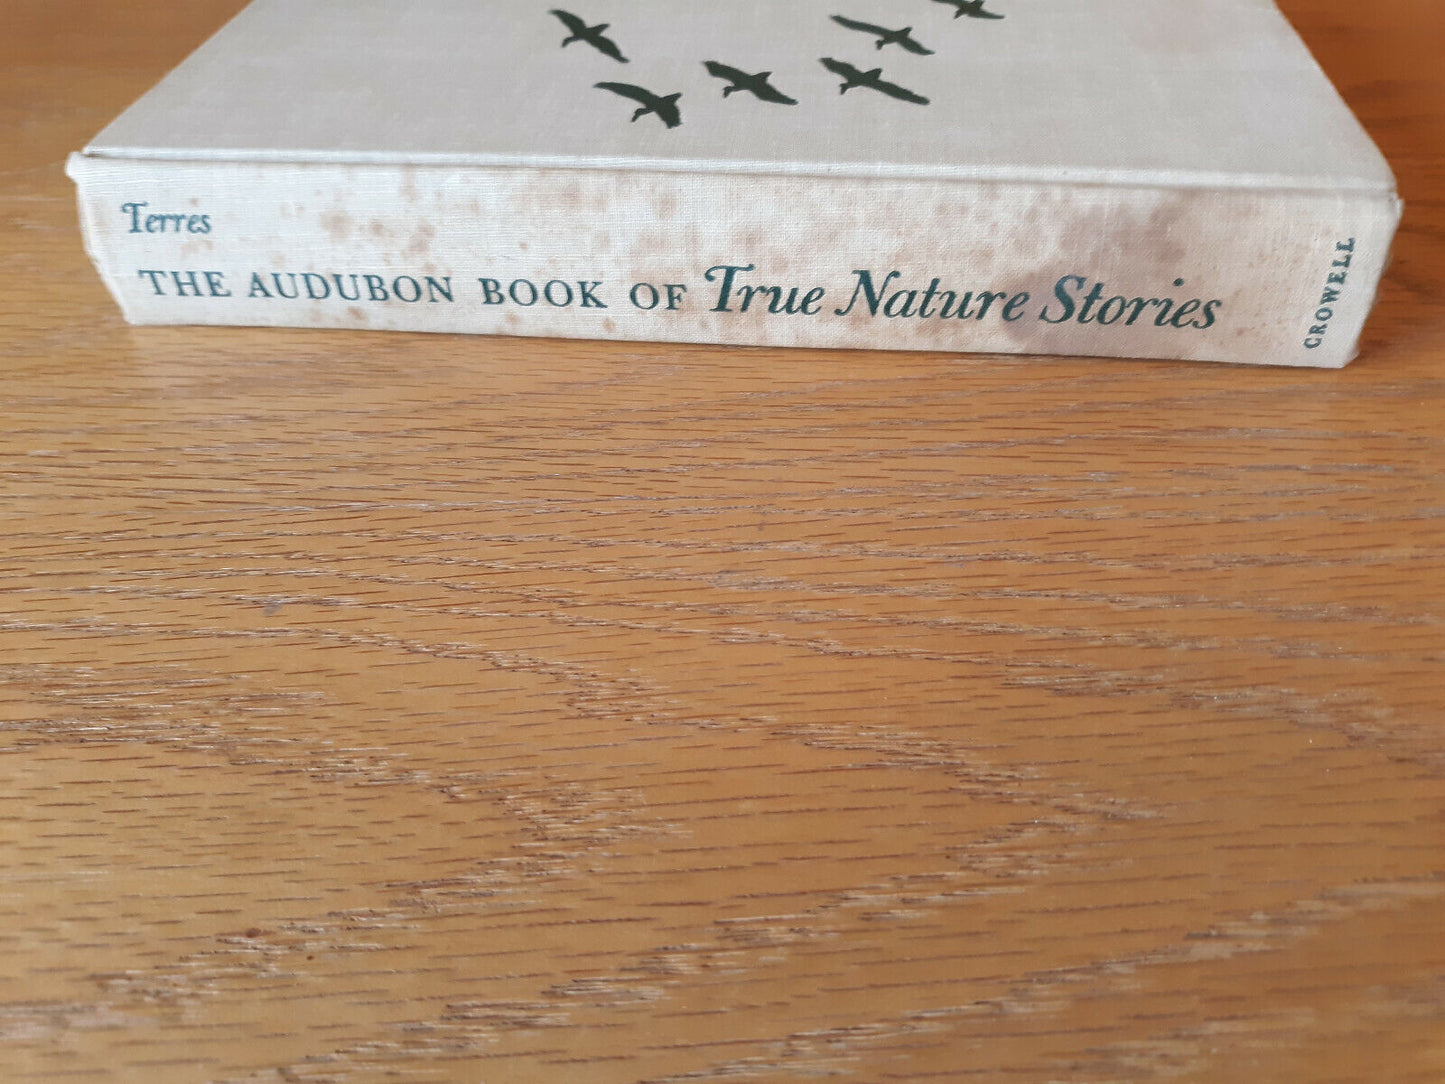 Terres
THE AUDUBON BOOK OF True Nature Stories
CROWELL